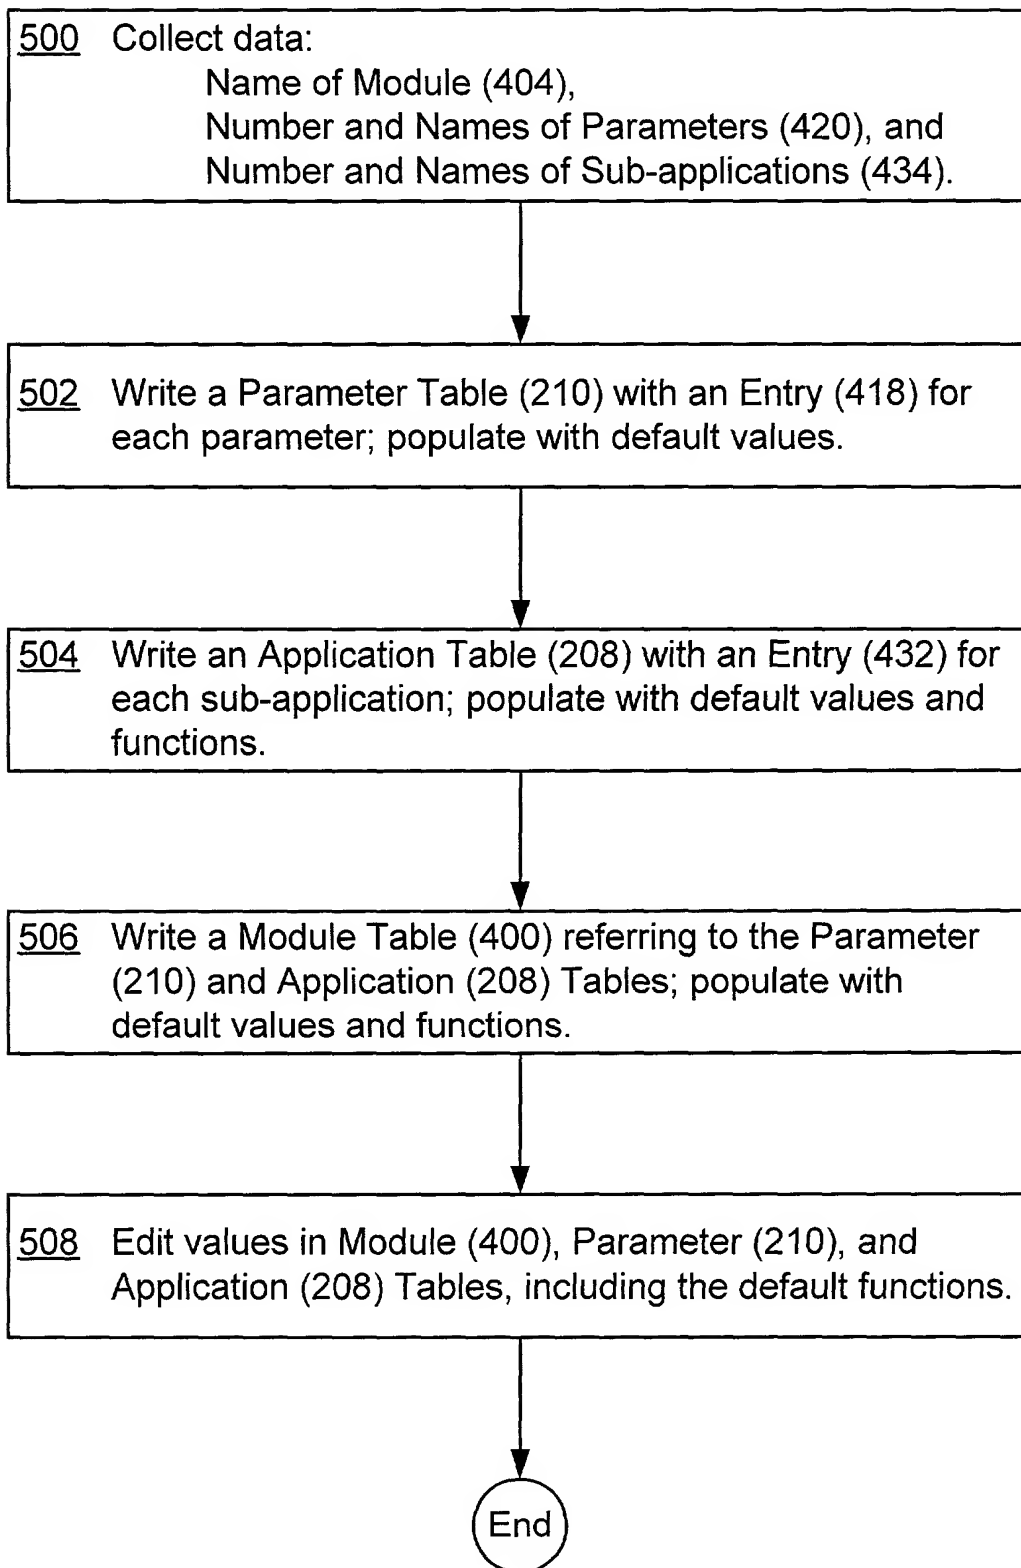 500 Collect data:
Name of Module (404),
Number and Names of Parameters (420), and
Number and Names of Sub-applications (434).
502 Write a Parameter Table (210) with an Entry (418) for
each parameter; populate with default values.
504 Write an Application Table (208) with an Entry (432) for
each sub-application; populate with default values and
functions.
506 Write a Module Table (400) referring to the Parameter
(210) and Application (208) Tables; populate with
default values and functions.
508 Edit values in Module (400), Parameter (210), and
Application (208) Tables, including the default functions.
End